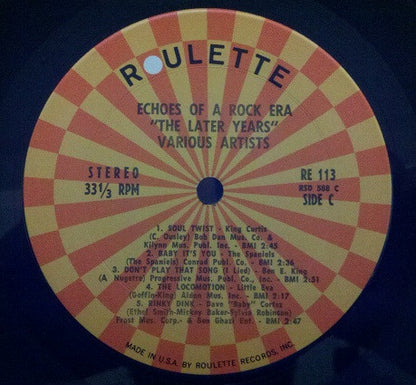 ROULETTE
ECHOES OF A ROCK ERA
"THE LATER YEARS"
VARIOUS ARTISTS
STEREO
33 1/3 RPM
RE 113
RSD 588 C
SIDE C
1. SOUL TWIST - King Curtis
(C. Ousley) Bob Dan Mus. Co. &
Kilynn Mus. Publ. Inc. - BMI 2:45
2. BABY IT'S YOU - The Spaniels
(The Spaniels) Conrad Publ. Co. - BMI 2:36
3. DON'T PLAY THAT SONG (I Lied) - Ben E. King
(A Nugetre) Progressive Mus. Publ. Co., Inc - BMI 2:51
4. THE LOCOMOTION - Little Eva
(Goffin-King) Aldon Mus. Inc. - BMI 2:17
5. RINKY DINK - Dave "Baby" Cortez
(Ethel Smith-Mickey Baker-Sylvia Robinson)
Frost Mus. Corp.- & Ben Ghazi Ent. - BMI 2:47
MADE IN U.S.A. BY ROULETTE RECORDS, INC.